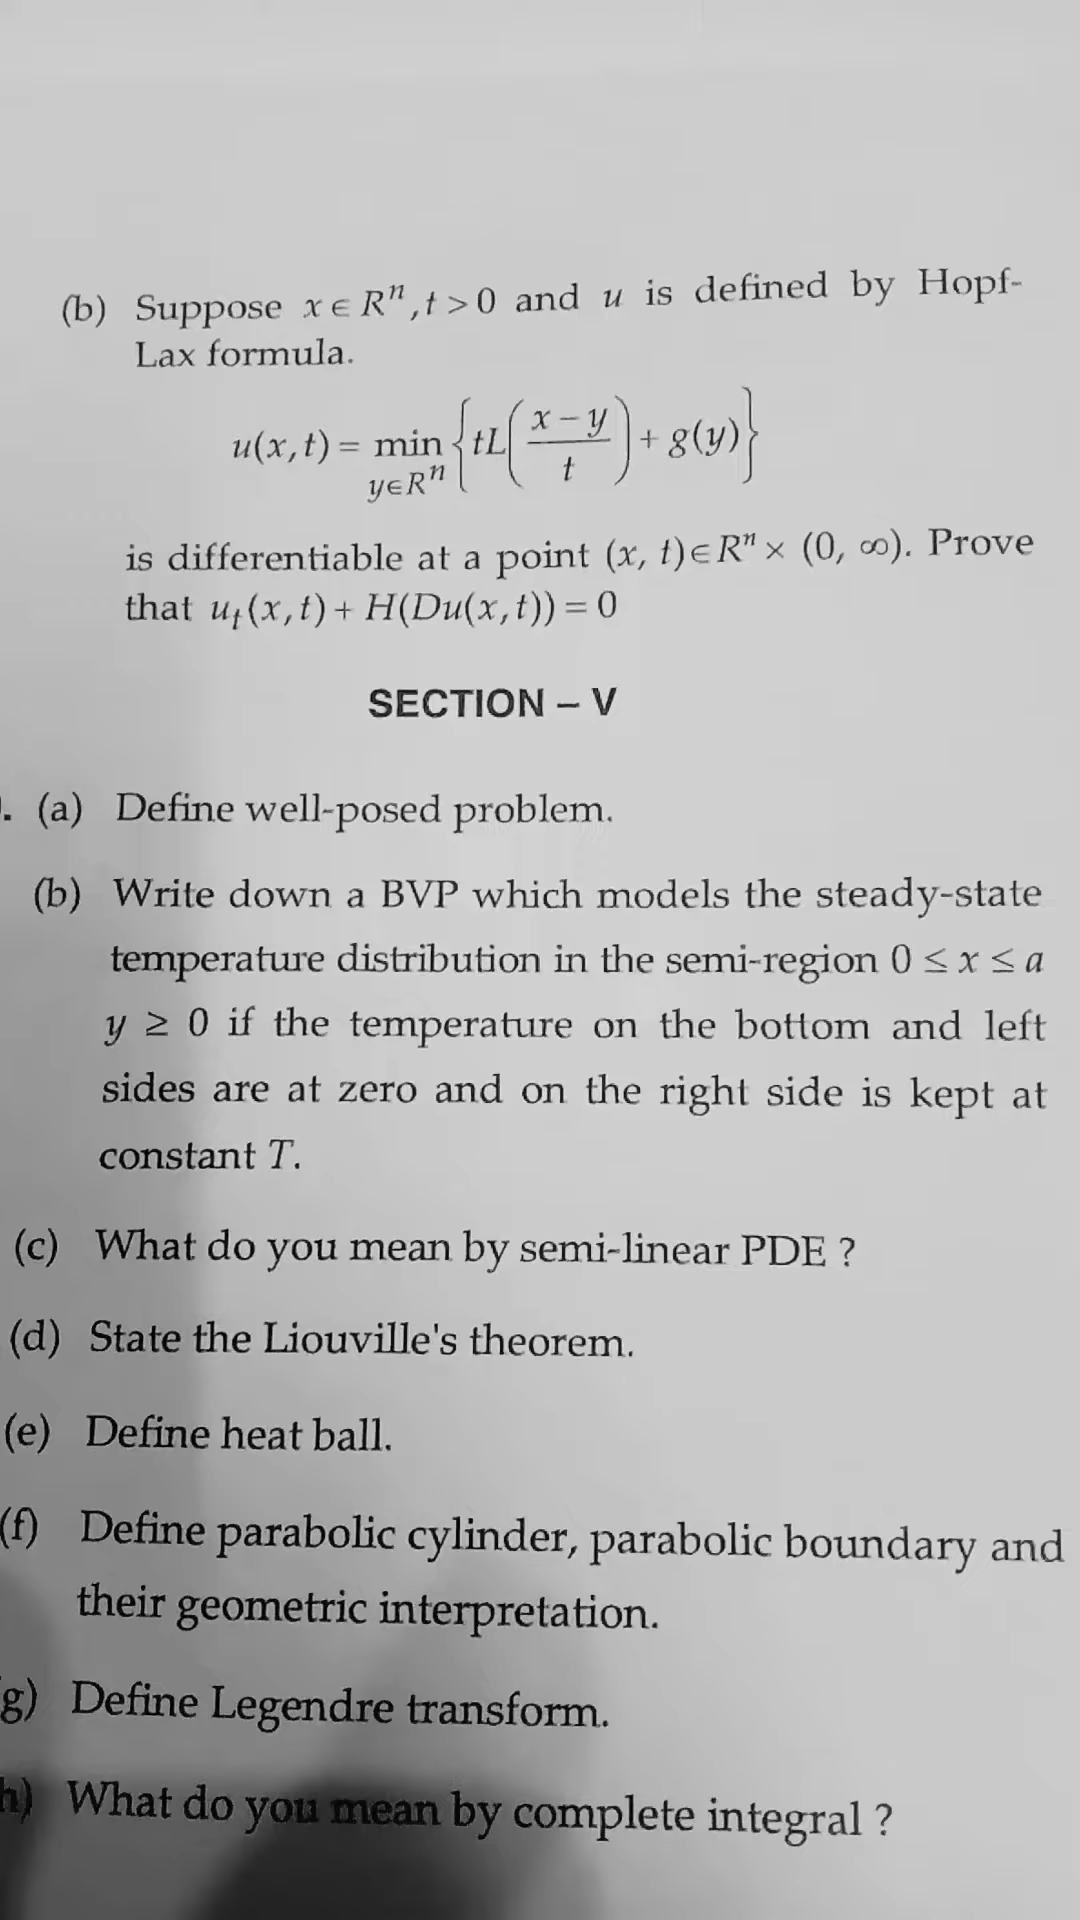 (b) Suppose x ∈ Rⁿ, t > 0 and u is defined by Hopf-
Lax formula.
u(x, t) = min_{y∈Rⁿ} { tL( (x − y) / t ) + g(y) }
is differentiable at a point (x, t) ∈ Rⁿ × (0, ∞). Prove
that uₜ(x, t) + H(Du(x, t)) = 0
SECTION – V
. (a) Define well-posed problem.
(b) Write down a BVP which models the steady-state
temperature distribution in the semi-region 0 ≤ x ≤ a
y ≥ 0 if the temperature on the bottom and left
sides are at zero and on the right side is kept at
constant T.
(c) What do you mean by semi-linear PDE ?
(d) State the Liouville's theorem.
(e) Define heat ball.
(f) Define parabolic cylinder, parabolic boundary and
their geometric interpretation.
g) Define Legendre transform.
h) What do you mean by complete integral ?